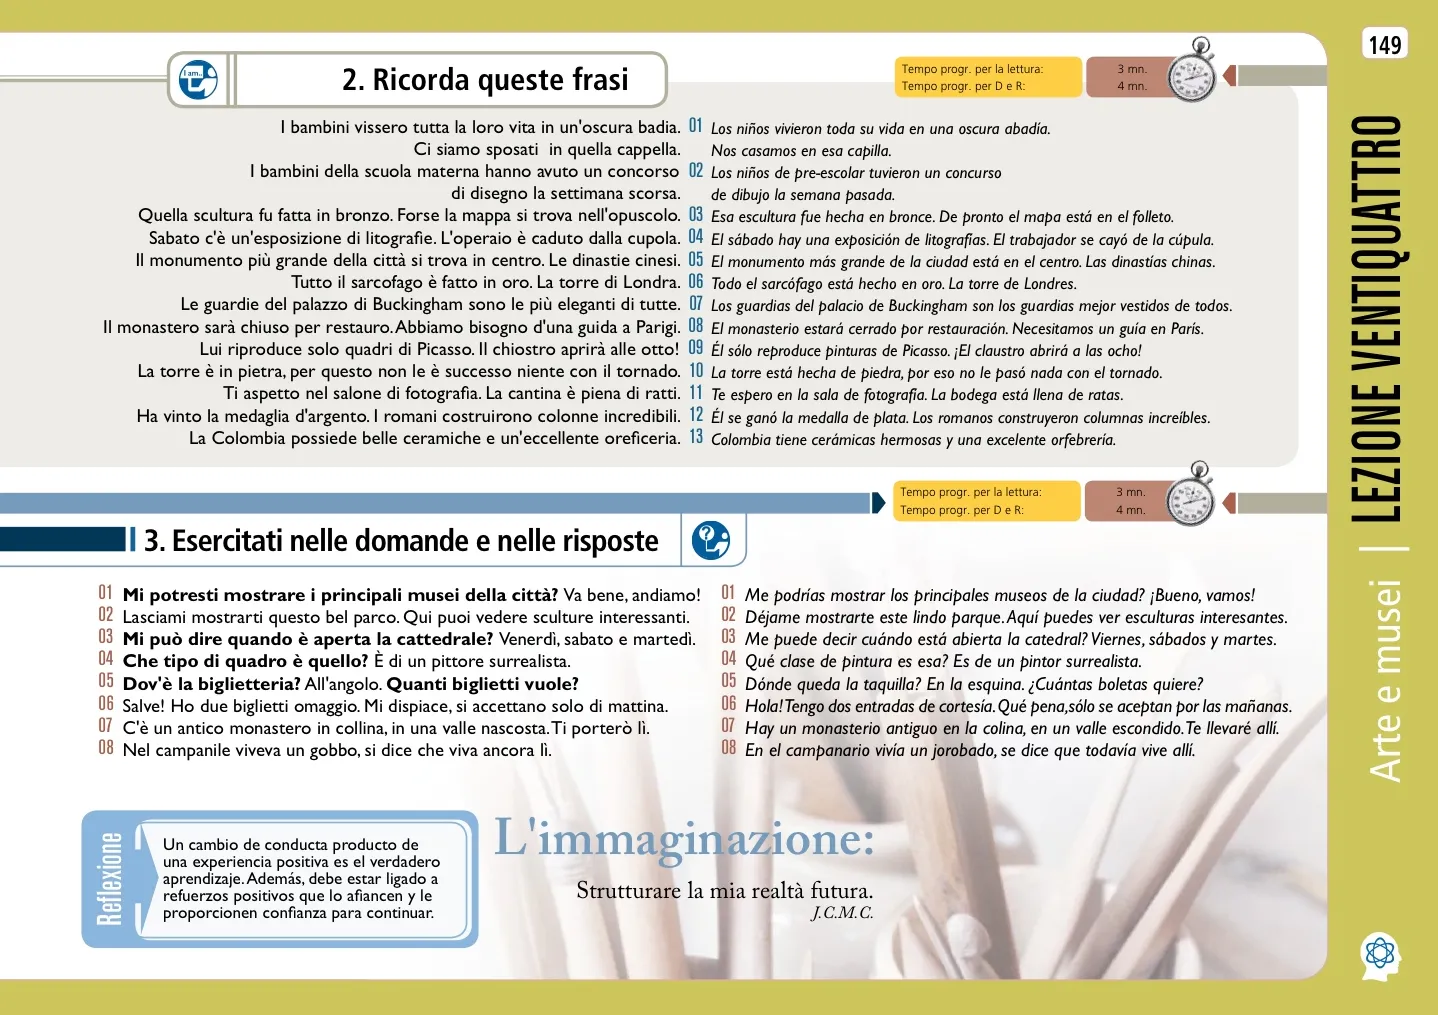 149
I am..
2. Ricorda queste frasi
Tempo progr. per la lettura: 3 mn.
Tempo progr. per D e R: 4 mn.
I bambini vissero tutta la loro vita in un'oscura badia. 01 Los niños vivieron toda su vida en una oscura abadía.
Ci siamo sposati in quella cappella. Nos casamos en esa capilla.
I bambini della scuola materna hanno avuto un concorso 02 Los niños de pre-escolar tuvieron un concurso
di disegno la settimana scorsa. de dibujo la semana pasada.
Quella scultura fu fatta in bronzo. Forse la mappa si trova nell'opuscolo. 03 Esa escultura fue hecha en bronce. De pronto el mapa está en el folleto.
Sabato c'è un'esposizione di litografie. L'operaio è caduto dalla cupola. 04 El sábado hay una exposición de litografías. El trabajador se cayó de la cúpula.
Il monumento più grande della città si trova in centro. Le dinastie cinesi. 05 El monumento más grande de la ciudad está en el centro. Las dinastías chinas.
Tutto il sarcofago è fatto in oro. La torre di Londra. 06 Todo el sarcófago está hecho en oro. La torre de Londres.
Le guardie del palazzo di Buckingham sono le più eleganti di tutte. 07 Los guardias del palacio de Buckingham son los guardias mejor vestidos de todos.
Il monastero sarà chiuso per restauro. Abbiamo bisogno d'una guida a Parigi. 08 El monasterio estará cerrado por restauración. Necesitamos un guía en París.
Lui riproduce solo quadri di Picasso. Il chiostro aprirà alle otto! 09 Él sólo reproduce pinturas de Picasso. ¡El claustro abrirá a las ocho!
La torre è in pietra, per questo non le è successo niente con il tornado. 10 La torre está hecha de piedra, por eso no le pasó nada con el tornado.
Ti aspetto nel salone di fotografia. La cantina è piena di ratti. 11 Te espero en la sala de fotografía. La bodega está llena de ratas.
Ha vinto la medaglia d'argento. I romani costruirono colonne incredibili. 12 Él se ganó la medalla de plata. Los romanos construyeron columnas increíbles.
La Colombia possiede belle ceramiche e un'eccellente oreficeria. 13 Colombia tiene cerámicas hermosas y una excelente orfebrería.
Tempo progr. per la lettura: 3 mn.
Tempo progr. per D e R: 4 mn.
3. Esercitati nelle domande e nelle risposte
?
01 Mi potresti mostrare i principali musei della città? Va bene, andiamo! 01 Me podrías mostrar los principales museos de la ciudad? ¡Bueno, vamos!
02 Lasciami mostrarti questo bel parco. Qui puoi vedere sculture interessanti. 02 Déjame mostrarte este lindo parque. Aquí puedes ver esculturas interesantes.
03 Mi può dire quando è aperta la cattedrale? Venerdì, sabato e martedì. 03 Me puede decir cuándo está abierta la catedral? Viernes, sábados y martes.
04 Che tipo di quadro è quello? È di un pittore surrealista. 04 Qué clase de pintura es esa? Es de un pintor surrealista.
05 Dov'è la biglietteria? All'angolo. Quanti biglietti vuole? 05 Dónde queda la taquilla? En la esquina. ¿Cuántas boletas quiere?
06 Salve! Ho due biglietti omaggio. Mi dispiace, si accettano solo di mattina. 06 Hola! Tengo dos entradas de cortesía. Qué pena,sólo se aceptan por las mañanas.
07 C'è un antico monastero in collina, in una valle nascosta. Ti porterò lì. 07 Hay un monasterio antiguo en la colina, en un valle escondido. Te llevaré allí.
08 Nel campanile viveva un gobbo, si dice che viva ancora lì. 08 En el campanario vivía un jorobado, se dice que todavía vive allí.
Reflexione
Un cambio de conducta producto de
una experiencia positiva es el verdadero
aprendizaje. Además, debe estar ligado a
refuerzos positivos que lo afiancen y le
proporcionen confianza para continuar.
L'immaginazione:
Strutturare la mia realtà futura.
J.C.M.C.
Arte e musei | LEZIONE VENTIQUATTRO